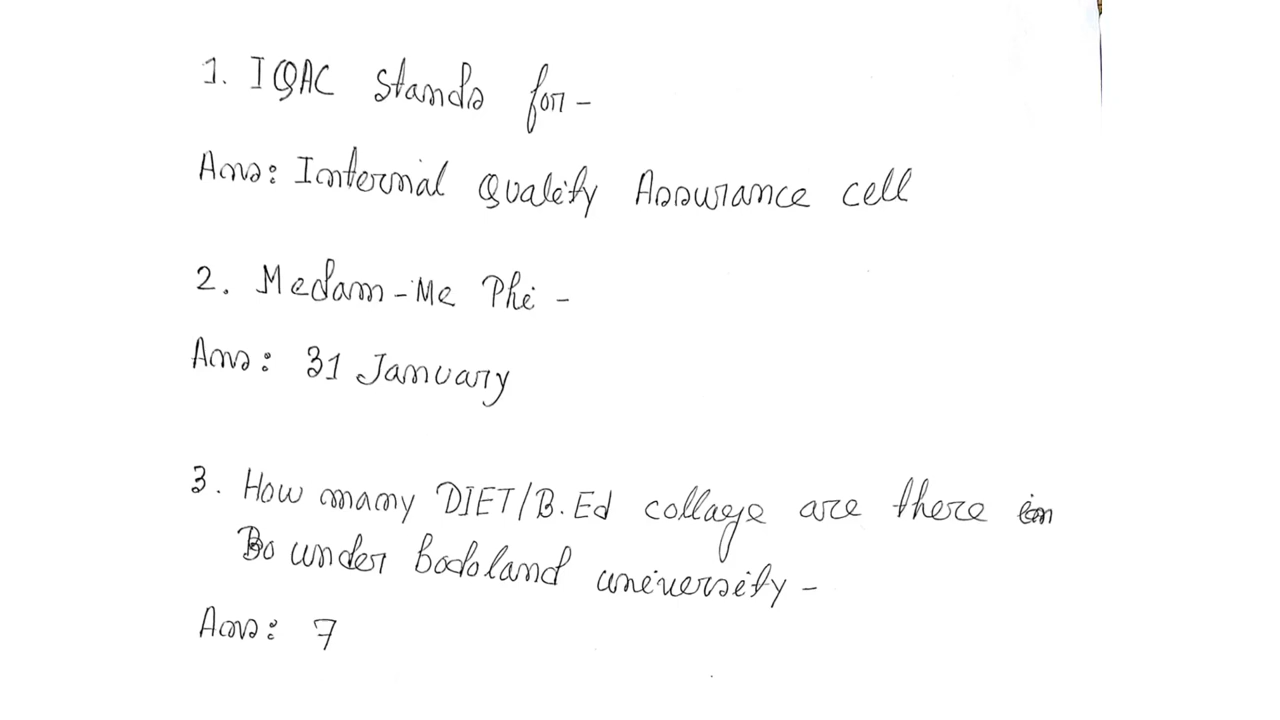 1. IQAC stands for-
Ans: Internal Quality Assurance cell
2. Medam-Me Phi -
Ans: 31 January
3. How many DIET/B.Ed collage are there in
Bo under bodoland university -
Ans: 7